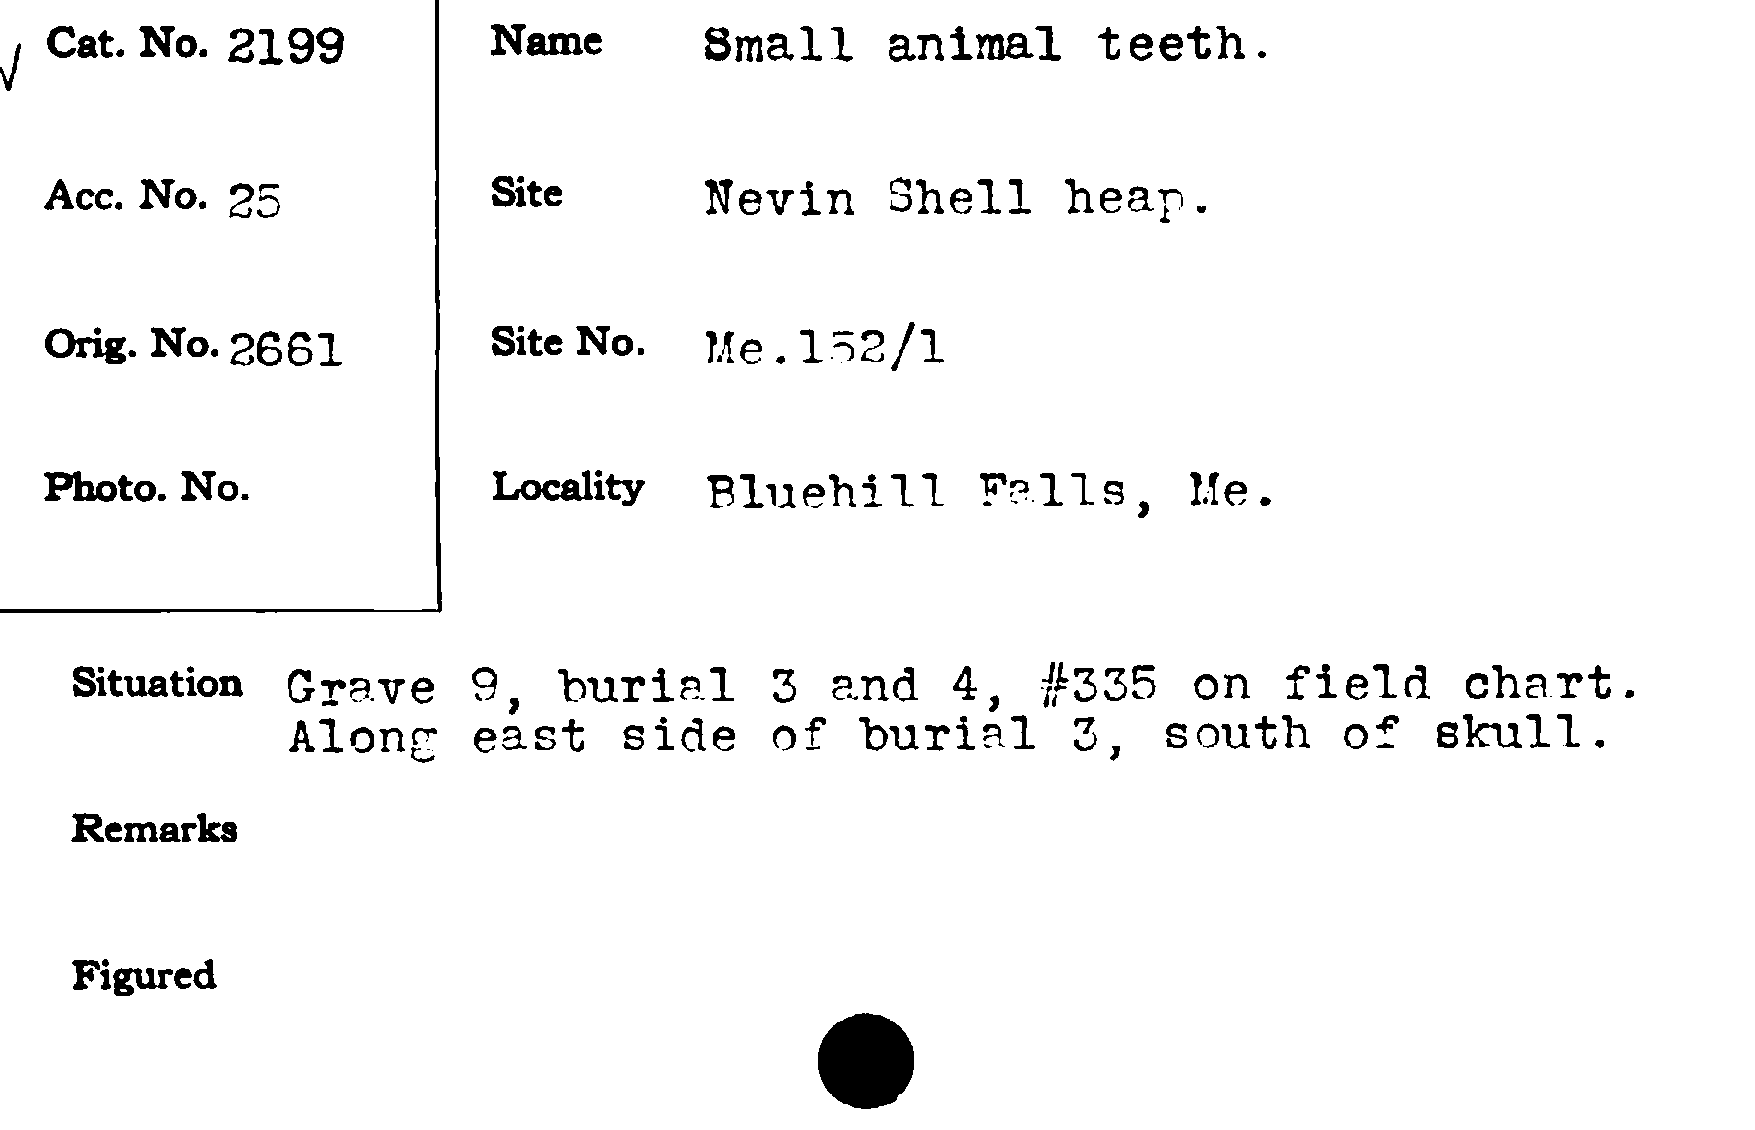 √ Cat. No. 2199
Name Small animal teeth.
Acc. No. 25
Site Nevin Shell heap.
Orig. No. 2661
Site No. Me.152/1
Photo. No.
Locality Bluehill Falls, Me.
Situation Grave 9, burial 3 and 4, #335 on field chart.
Along east side of burial 3, south of skull.
Remarks
Figured